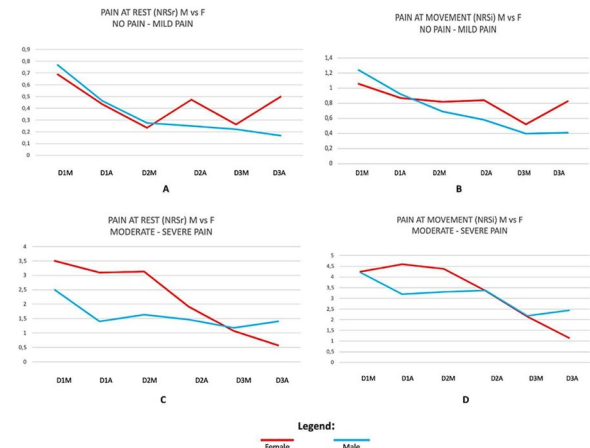 PAIN AT REST (NRSr) M vs F
NO PAIN - MILD PAIN
0,9
0,8
0,7
0,6
0,5
0,4
0,3
0,2
0,1
0
D1M D1A D2M D2A D3M D3A
A
PAIN AT MOVEMENT (NRSi) M vs F
NO PAIN - MILD PAIN
1,4
1,2
1
0,8
0,6
0,4
0,2
0
D1M D1A D2M D2A D3M D3A
B
PAIN AT REST (NRSr) M vs F
MODERATE - SEVERE PAIN
4
3,5
3
2,5
2
1,5
1
0,5
0
D1M D1A D2M D2A D3M D3A
C
PAIN AT MOVEMENT (NRSi) M vs F
MODERATE - SEVERE PAIN
5
4,5
4
3,5
3
2,5
2
1,5
1
0,5
0
D1M D1A D2M D2A D3M D3A
D
Legend:
Female Male